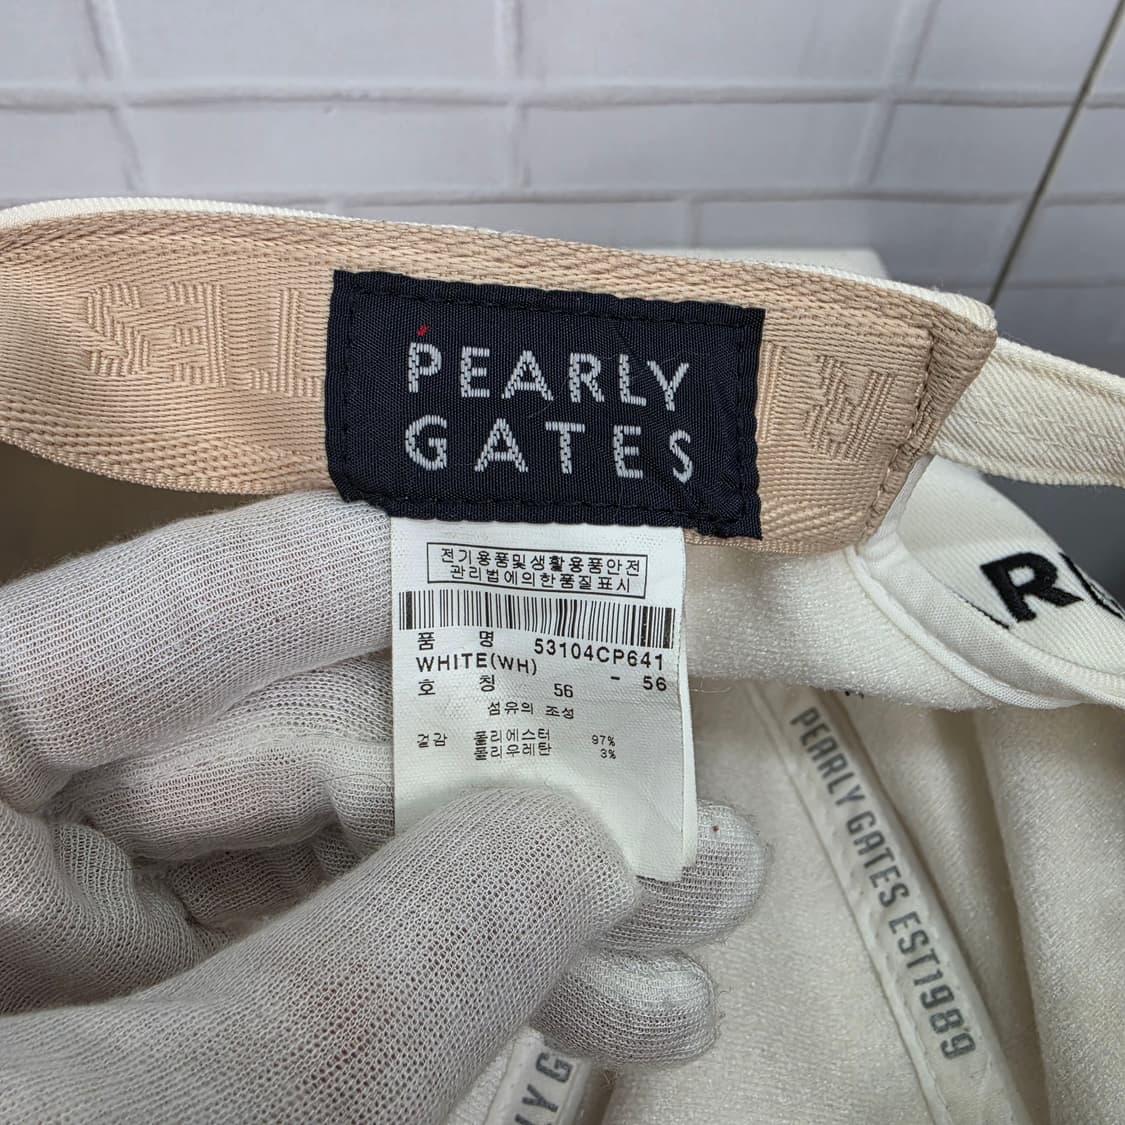 PEARLY
GATES
전기용품및생활용품안전
관리법에의한품질표시
품 명 53104CP641
WHITE(WH) - 56
호 칭 56
섬유의 조성
겉감 폴리에스터 97%
폴리우레탄 3%
PEARLY GATES EST1989